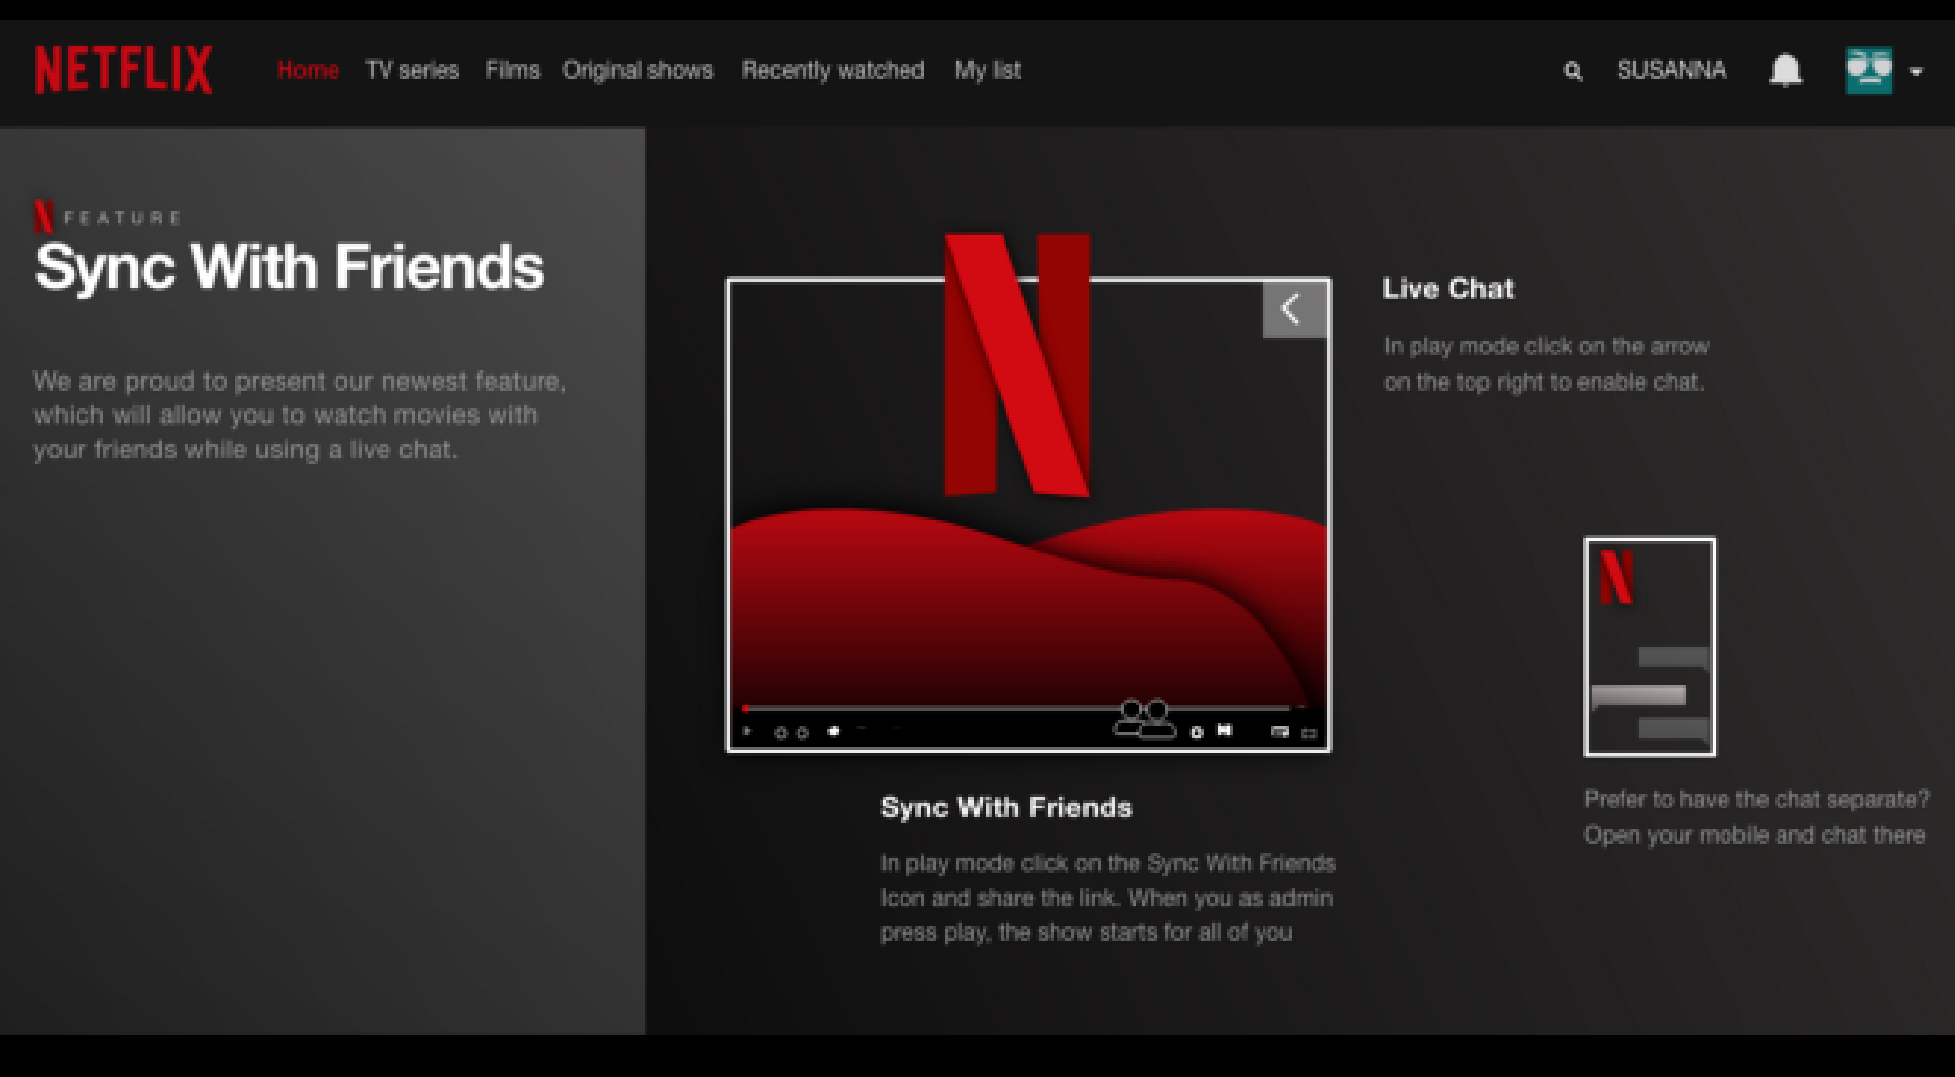 NETFLIX Home TV series Films Original shows Recently watched My list SUSANNA
FEATURE
Sync With Friends
We are proud to present our newest feature,
which will allow you to watch movies with
your friends while using a live chat.
N
Live Chat
In play mode click on the arrow
on the top right to enable chat.
Sync With Friends
In play mode click on the Sync With Friends
Icon and share the link. When you as admin
press play, the show starts for all of you
N
Prefer to have the chat separate?
Open your mobile and chat there